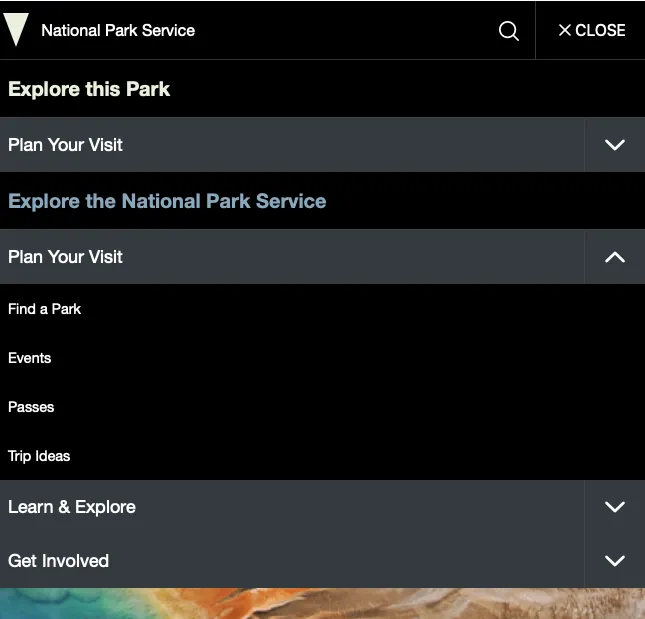 National Park Service
CLOSE
Explore this Park
Plan Your Visit
Explore the National Park Service
Plan Your Visit
Find a Park
Events
Passes
Trip Ideas
Learn & Explore
Get Involved